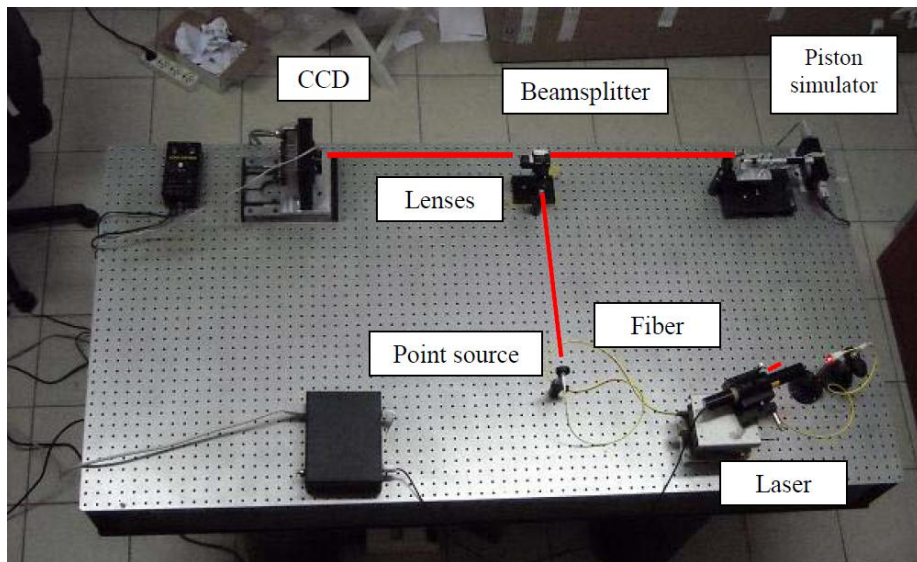 Piston
simulator
CCD
Beamsplitter
Lenses
Fiber
Point source
Laser